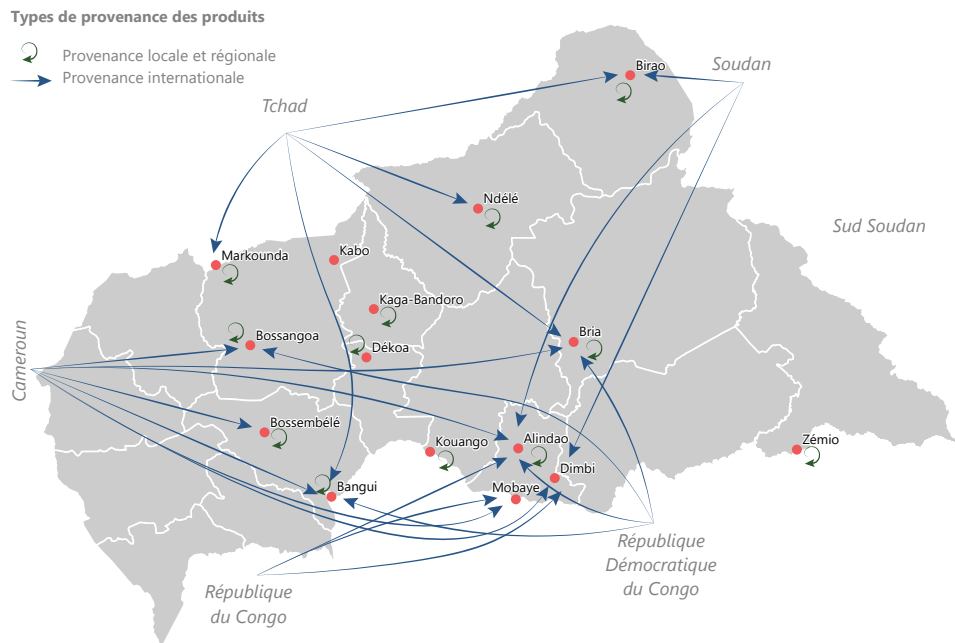 Types de provenance des produits
Provenance locale et régionale
Provenance internationale
Birao
Soudan
Tchad
Ndélé
Sud Soudan
Markounda
Kabo
Kaga-Bandoro
Bossangoa
Dékoa
Bria
Cameroun
Bossembélé
Kouango
Alindao
Zémio
Dimbi
Bangui
Mobaye
République
Démocratique
du Congo
République
du Congo